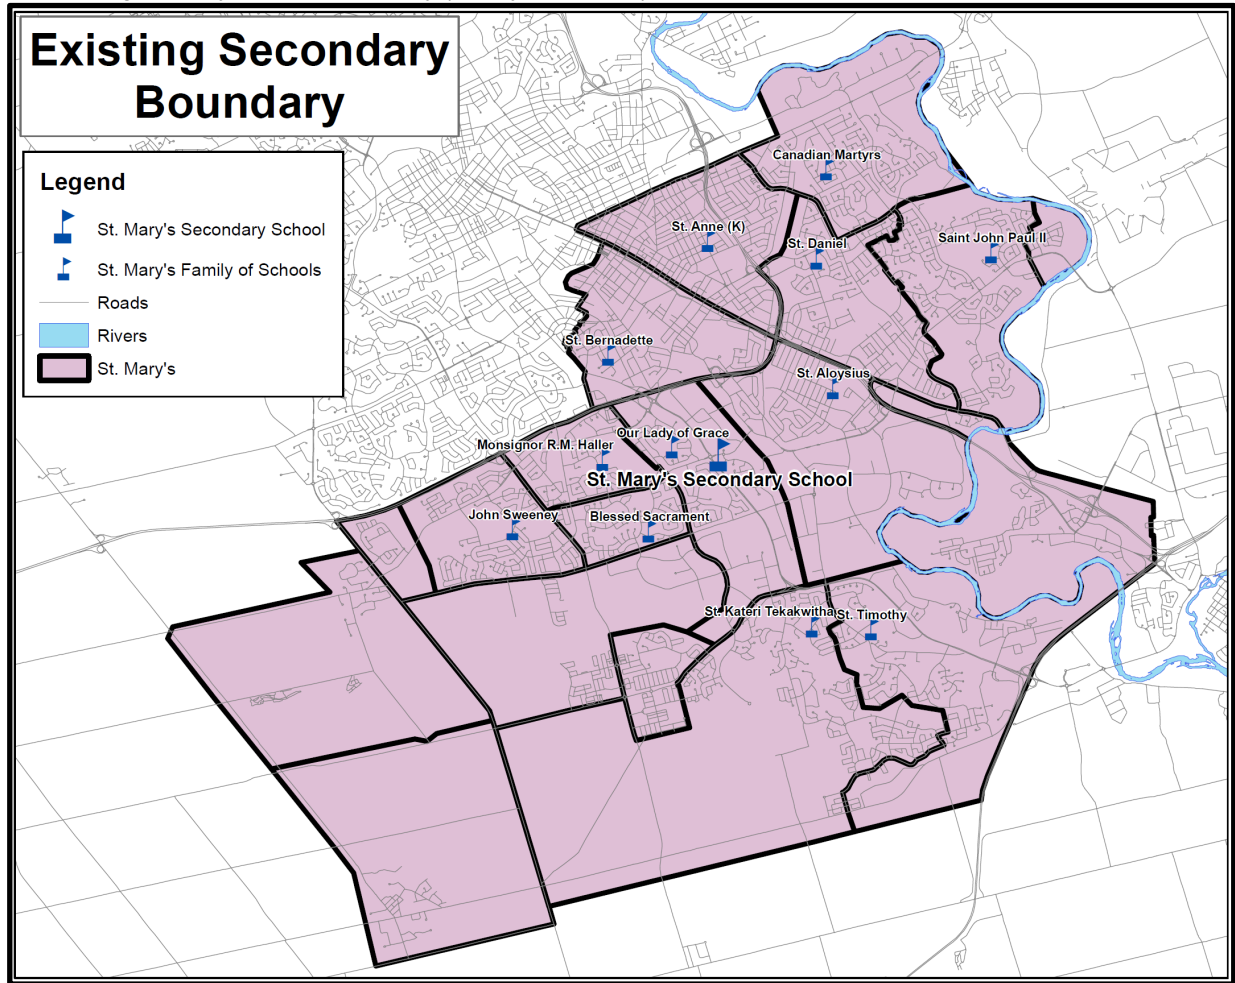 Existing Secondary
Boundary
Legend
St. Mary's Secondary School
St. Mary's Family of Schools
Roads
Rivers
St. Mary's
Canadian Martyrs
St. Anne (K)
St. Daniel
Saint John Paul II
St. Bernadette
St. Aloysius
Our Lady of Grace
Monsignor R.M. Haller
St. Mary's Secondary School
John Sweeney
Blessed Sacrament
St. Kateri Tekakwitha
St. Timothy